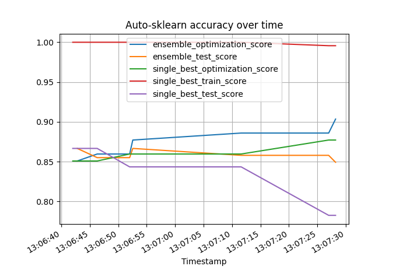 Auto-sklearn accuracy over time
1.00
0.95
0.90
0.85
0.80
ensemble_optimization_score
ensemble_test_score
single_best_optimization_score
single_best_train_score
single_best_test_score
13:06:40
13:06:45
13:06:50
13:06:55
13:07:00
13:07:05
13:07:10
13:07:15
13:07:20
13:07:25
13:07:30
Timestamp